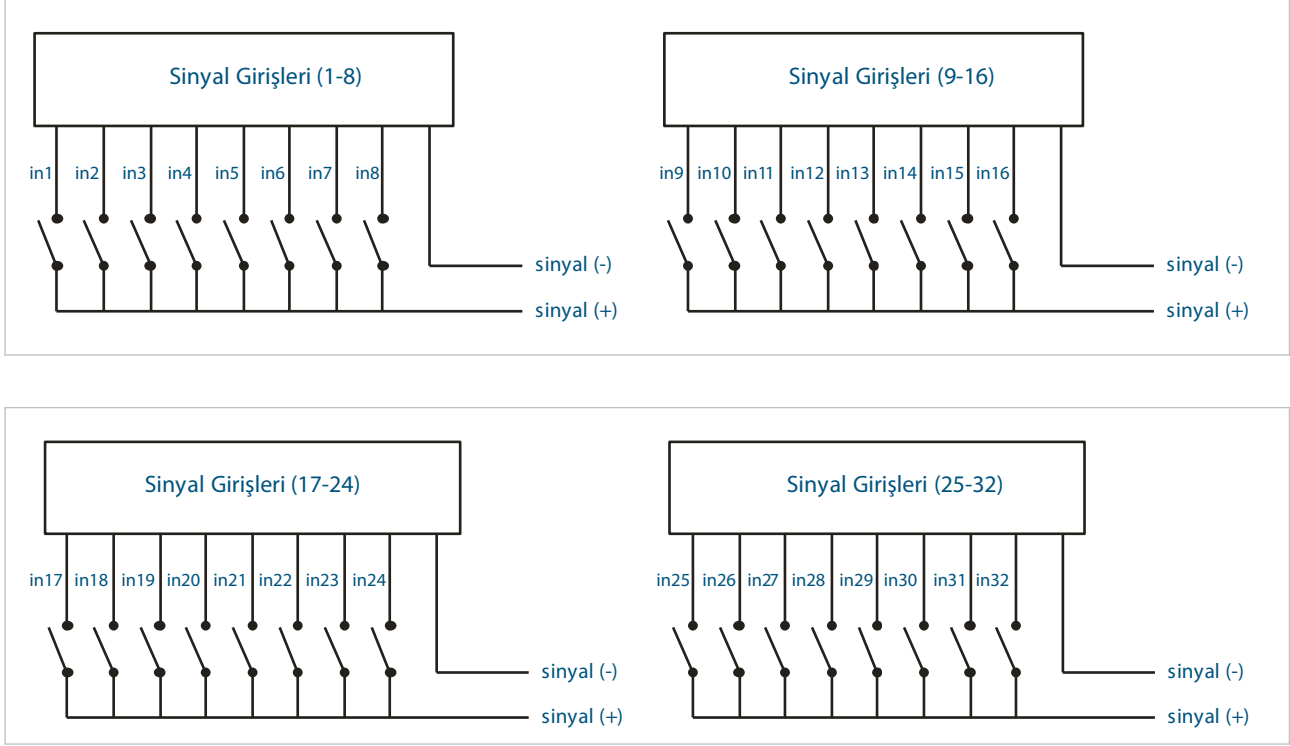 Sinyal Girişleri (1-8)
in1 in2 in3 in4 in5 in6 in7 in8
sinyal (-)
sinyal (+)
Sinyal Girişleri (9-16)
in9 in10 in11 in12 in13 in14 in15 in16
sinyal (-)
sinyal (+)
Sinyal Girişleri (17-24)
in17 in18 in19 in20 in21 in22 in23 in24
sinyal (-)
sinyal (+)
Sinyal Girişleri (25-32)
in25 in26 in27 in28 in29 in30 in31 in32
sinyal (-)
sinyal (+)